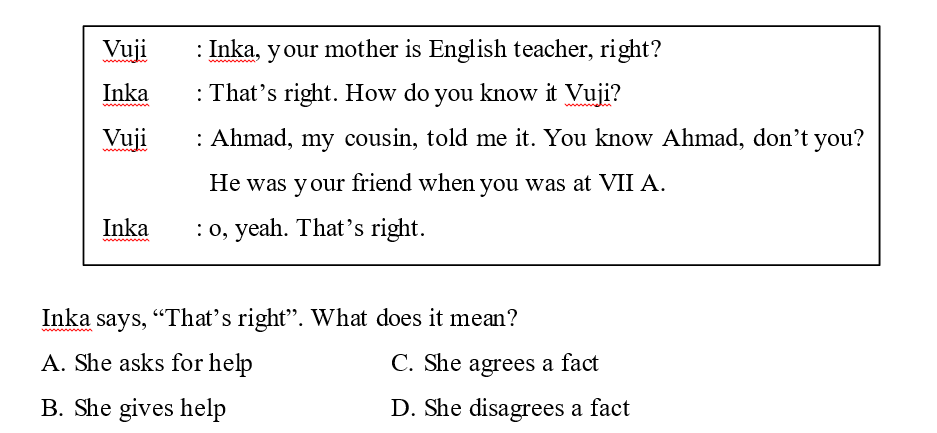 Vuji : Inka, your mother is English teacher, right?
Inka : That’s right. How do you know it Vuji?
Vuji : Ahmad, my cousin, told me it. You know Ahmad, don’t you?
He was your friend when you was at VII A.
Inka : o, yeah. That’s right.
Inka says, “That’s right”. What does it mean?
A. She asks for help C. She agrees a fact
B. She gives help D. She disagrees a fact